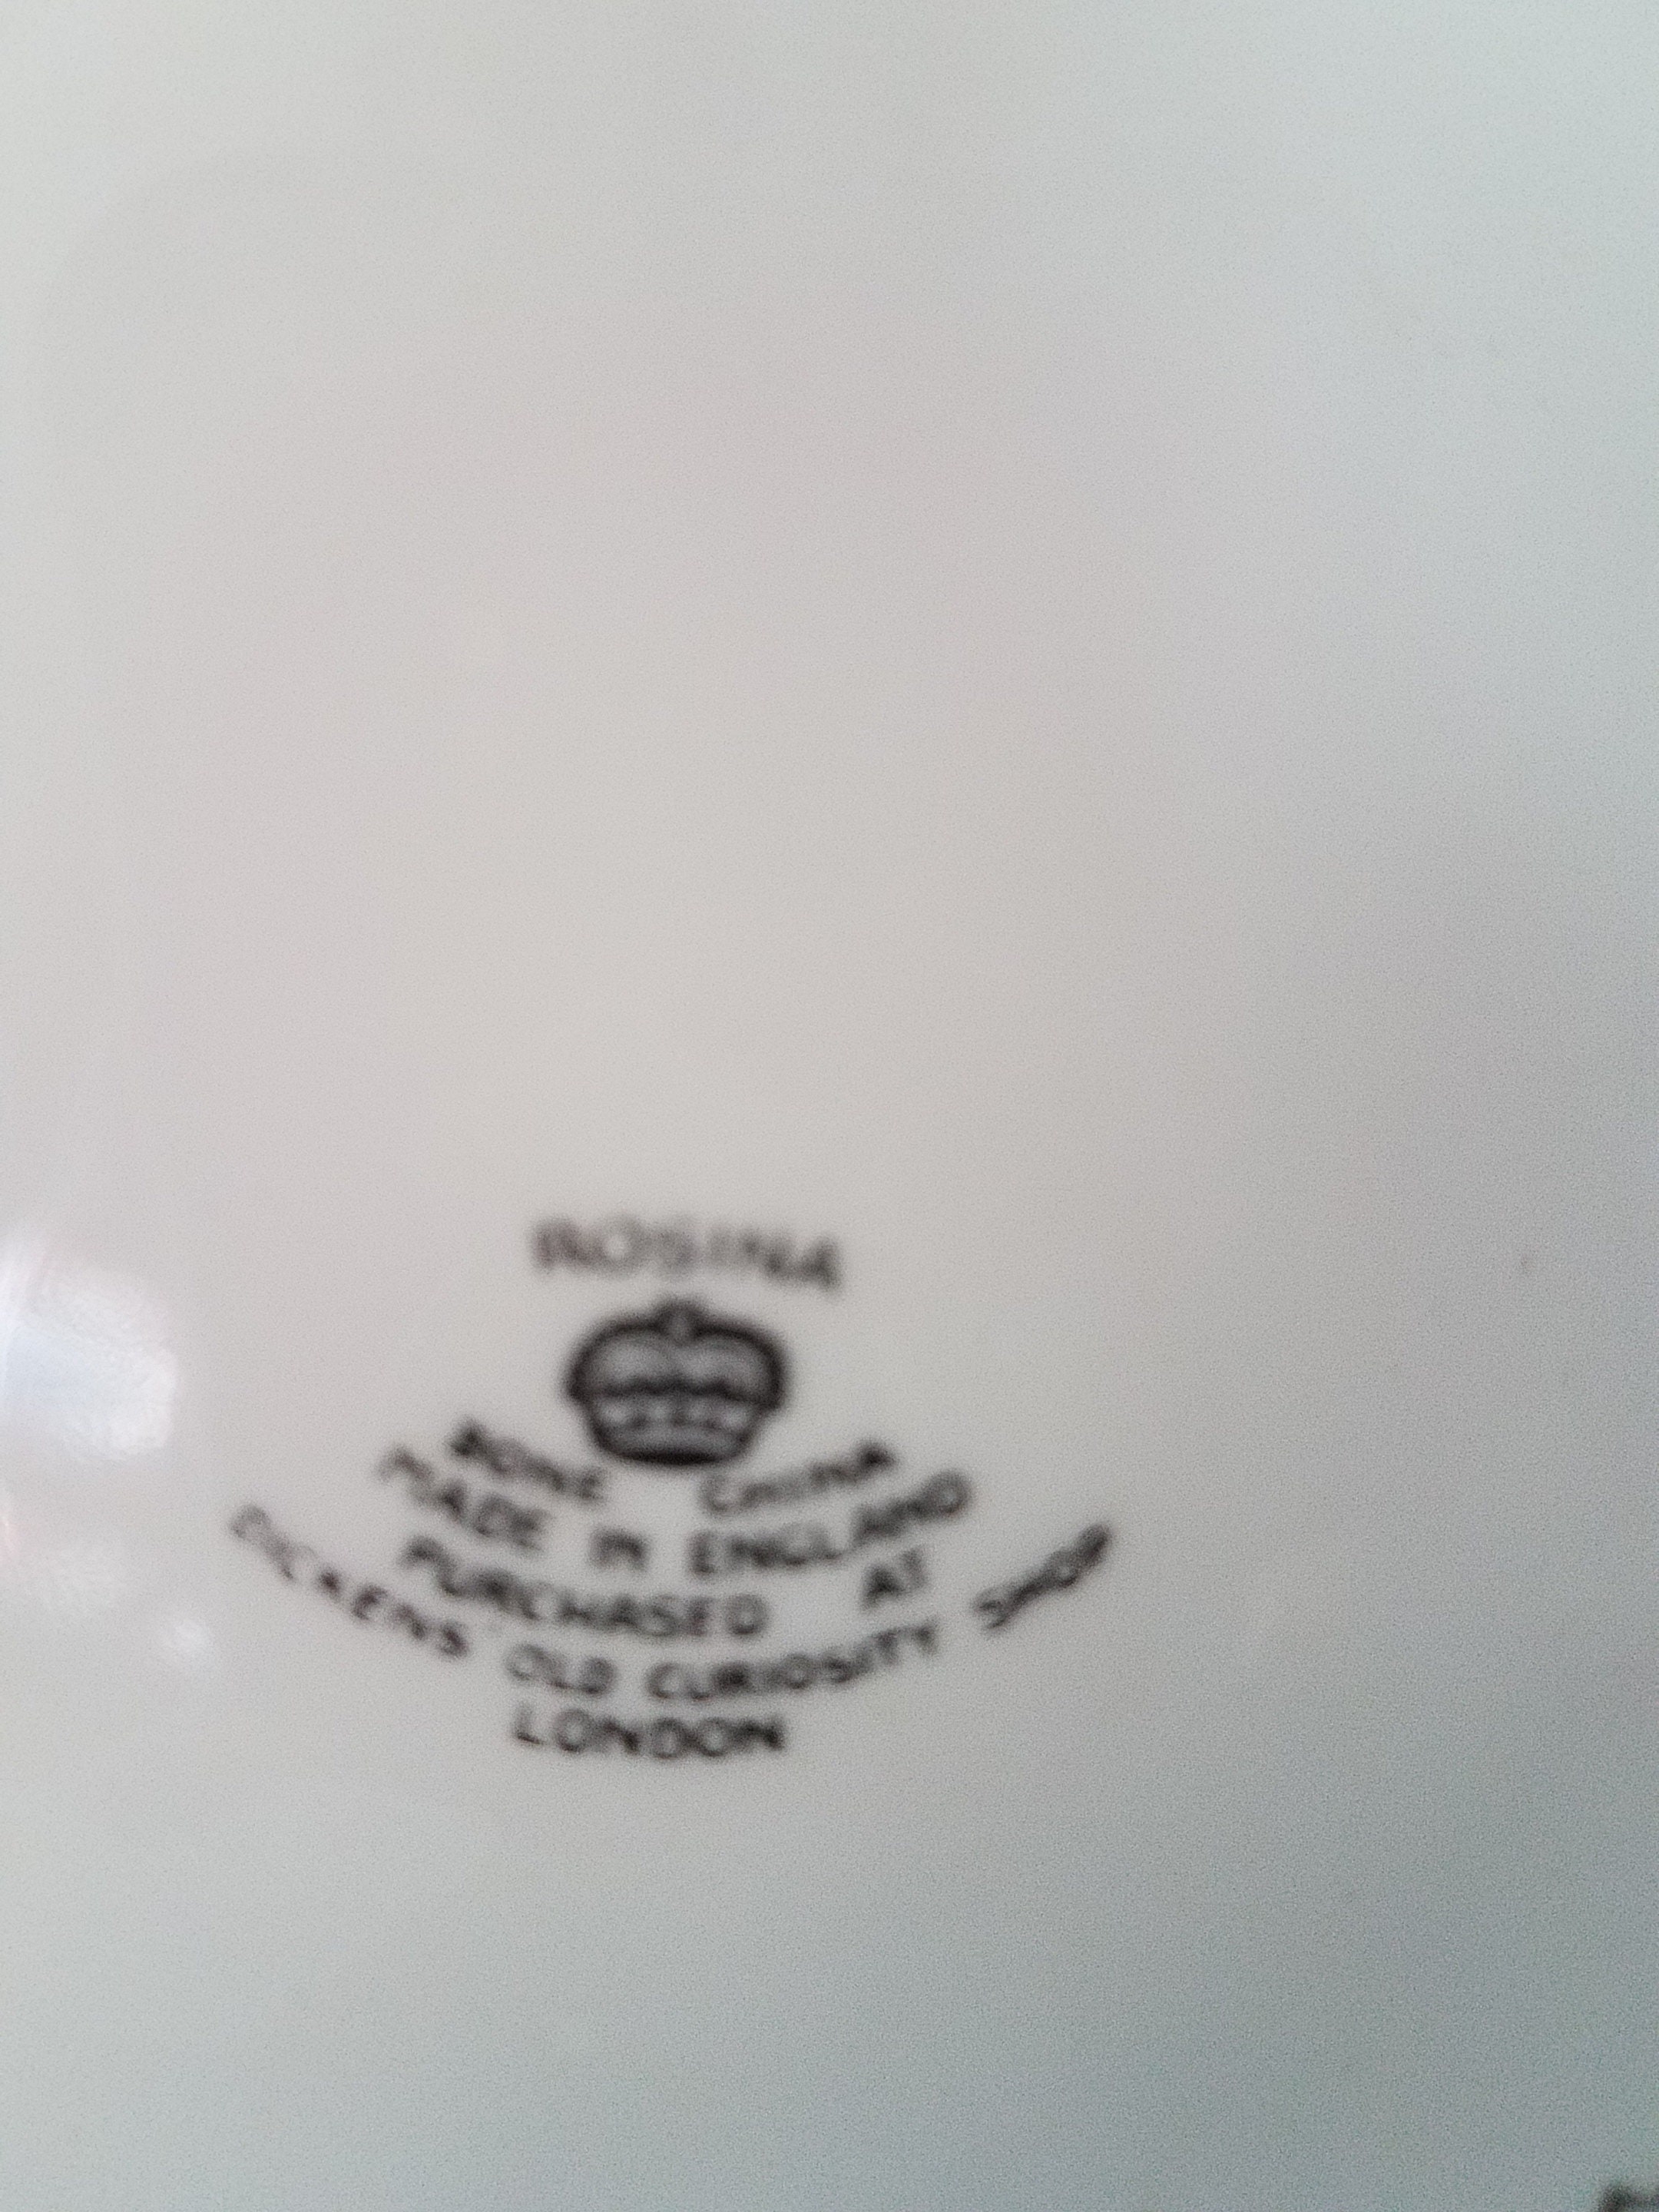 ROSINA
BONE CHINA
MADE IN ENGLAND
PURCHASED AT
DICKENS OLD CURIOSITY SHOP
LONDON